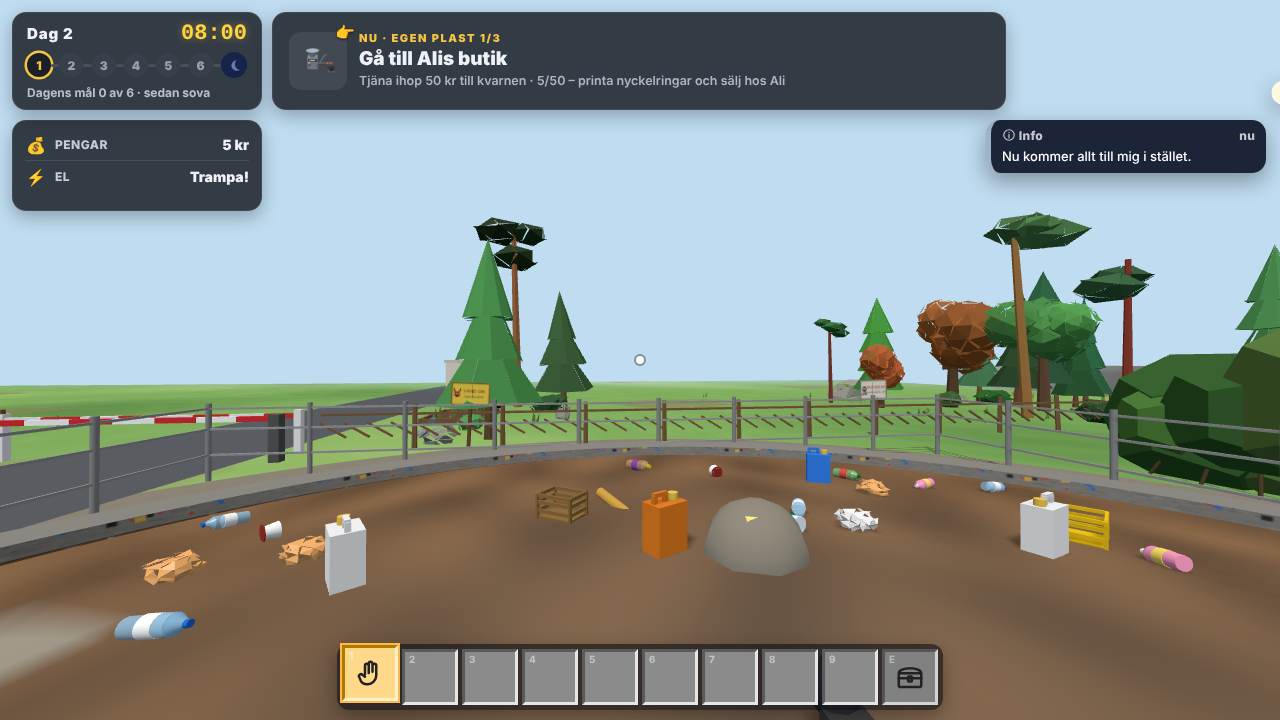 Dag 2
08:00
1 2 3 4 5 6
Dagens mål 0 av 6 · sedan sova
PENGAR 5 kr
EL Trampa!
NU · EGEN PLAST 1/3
Gå till Alis butik
Tjäna ihop 50 kr till kvarnen · 5/50 – printa nyckelringar och sälj hos Ali
Info nu
Nu kommer allt till mig i stället.
2 3 4 5 6 7 8 9 E